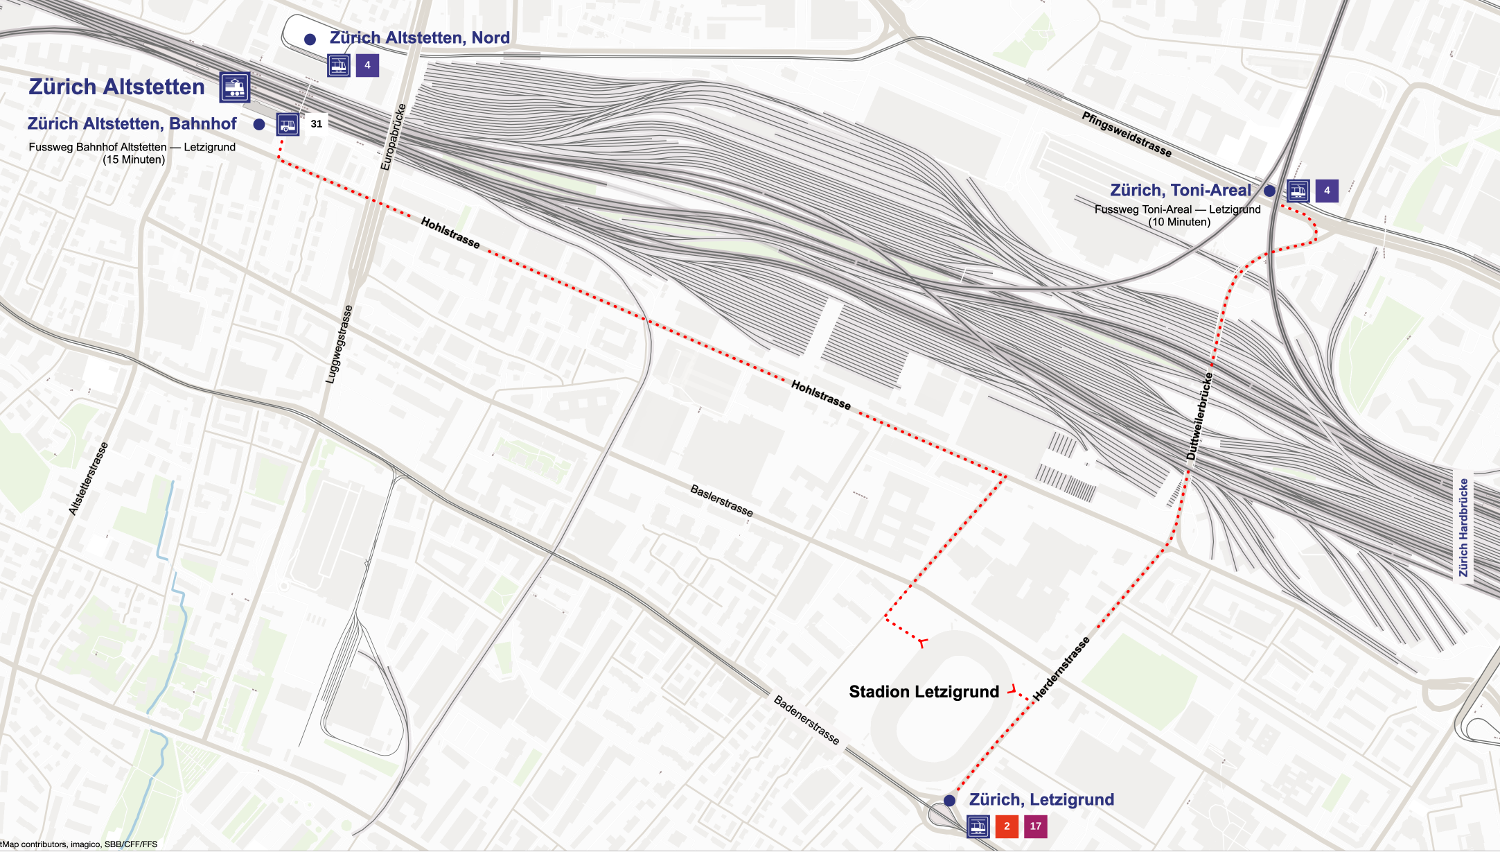 Zürich Altstetten, Nord
4
Zürich Altstetten
Zürich Altstetten, Bahnhof
31
Fussweg Bahnhof Altstetten — Letzigrund
(15 Minuten)
Europabrücke
Pfingsweidstrasse
Zürich, Toni-Areal
4
Fussweg Toni-Areal — Letzigrund
(10 Minuten)
Hohlstrasse
Luggwegstrasse
Hohlstrasse
Duttweilerbrücke
Altstetterstrasse
Baslerstrasse
Zürich Hardbrücke
Herdernstrasse
Stadion Letzigrund
Badenerstrasse
Zürich, Letzigrund
2
17
tMap contributors, imagico, SBB/CFF/FFS